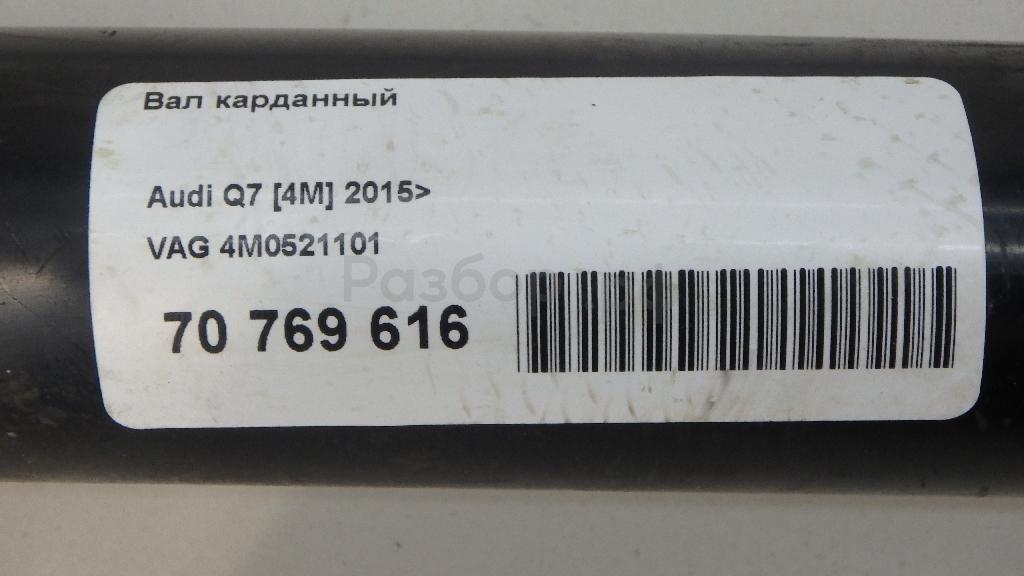 Вал карданный
Audi Q7 [4M] 2015>
VAG 4M0521101
70 769 616